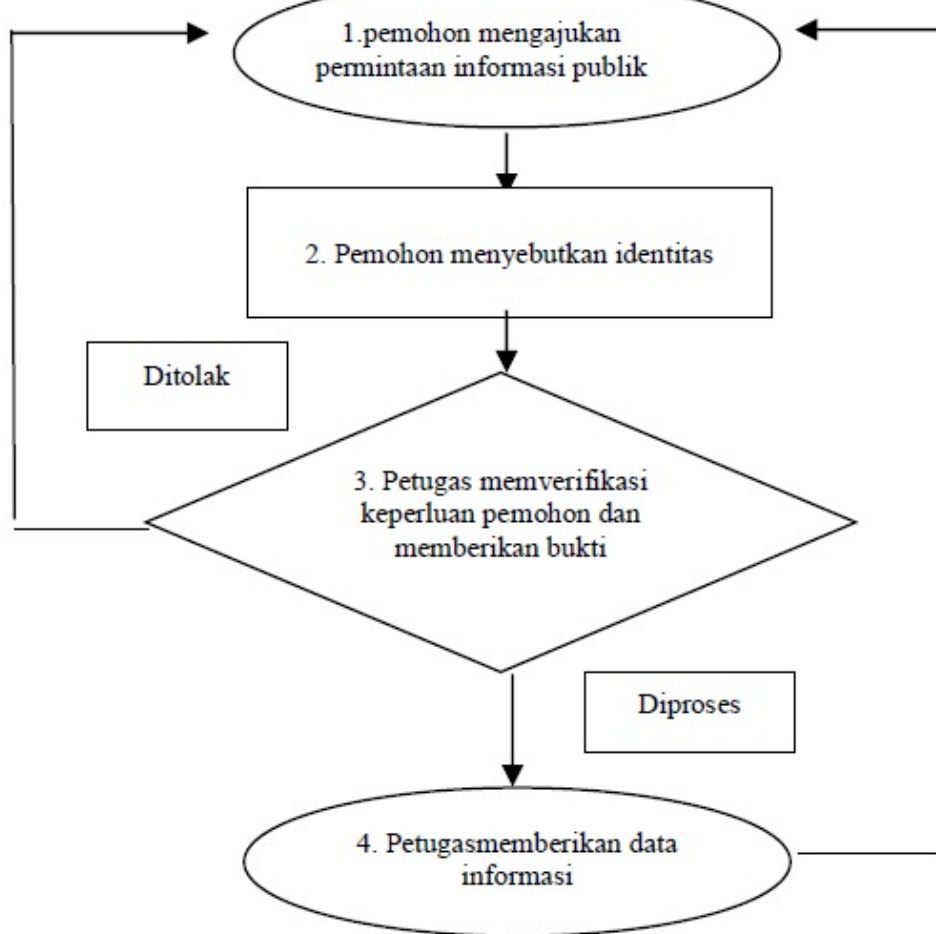 1.pemohon mengajukan
permintaan informasi publik
2. Pemohon menyebutkan identitas
Ditolak
3. Petugas memverifikasi
keperluan pemohon dan
memberikan bukti
Diproses
4. Petugasmemberikan data
informasi